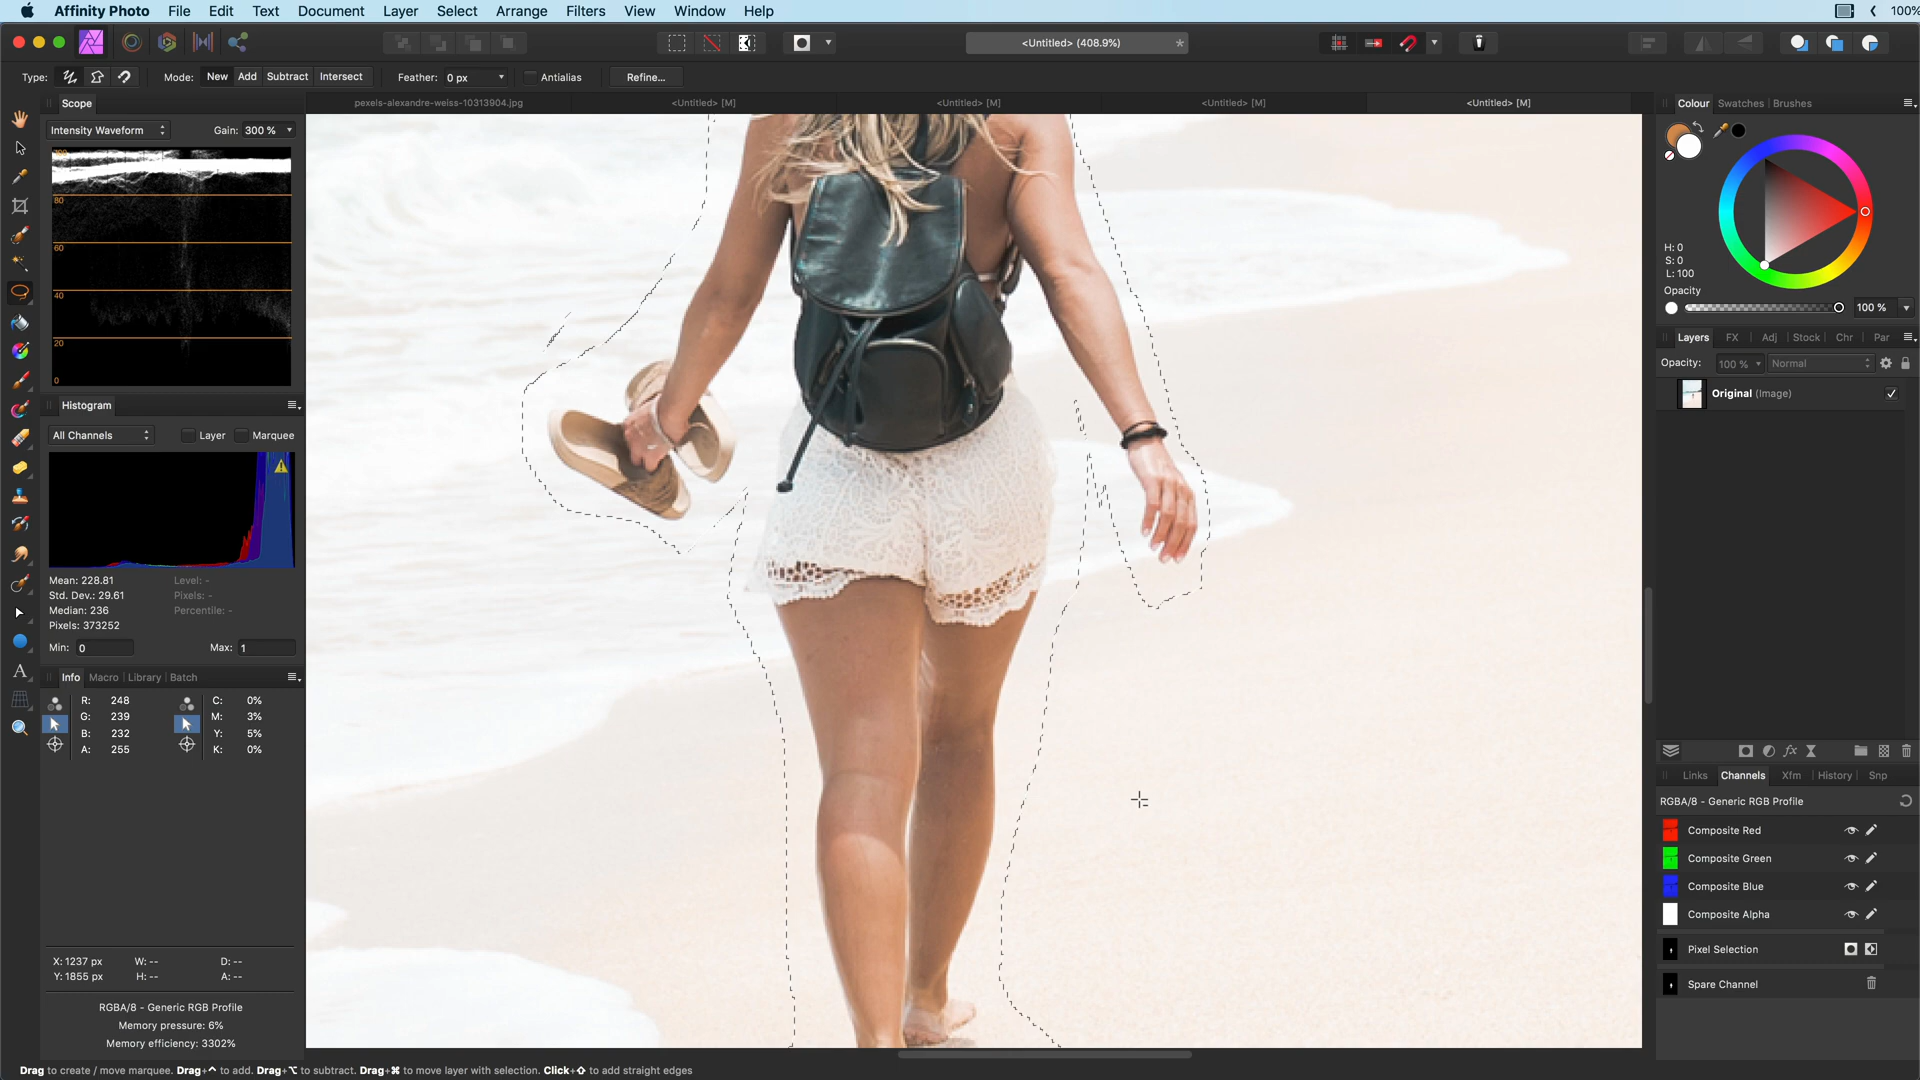 Affinity Photo File Edit Text Document Layer Select Arrange Filters View Window Help 100%
<Untitled> (408.9%) *
Type: Mode: New Add Subtract Intersect Feather: 0 px Antialias Refine...
Scope
pexels-alexandre-weiss-10313904.jpg <Untitled> [M] <Untitled> [M] <Untitled> [M] <Untitled> [M]
Colour Swatches Brushes
Intensity Waveform Gain: 300 %
100
80
60
40
20
0
H: 0
S: 0
L: 100
Opacity
100 %
Layers FX Adj Stock Chr Par
Opacity: 100 % Normal
Original (Image)
Histogram
All Channels Layer Marquee
Mean: 228.81 Level: -
Std. Dev.: 29.61 Pixels: -
Median: 236 Percentile: -
Pixels: 373252
Min: 0 Max: 1
Info Macro Library Batch
R: 248 C: 0%
G: 239 M: 3%
B: 232 Y: 5%
A: 255 K: 0%
Links Channels Xfm History Snp
RGBA/8 - Generic RGB Profile
Composite Red
Composite Green
Composite Blue
Composite Alpha
Pixel Selection
Spare Channel
X: 1237 px W: -- D: --
Y: 1855 px H: -- A: --
RGBA/8 - Generic RGB Profile
Memory pressure: 6%
Memory efficiency: 3302%
Drag to create / move marquee. Drag+⌃ to add. Drag+⌥ to subtract. Drag+⌘ to move layer with selection. Click+⇧ to add straight edges